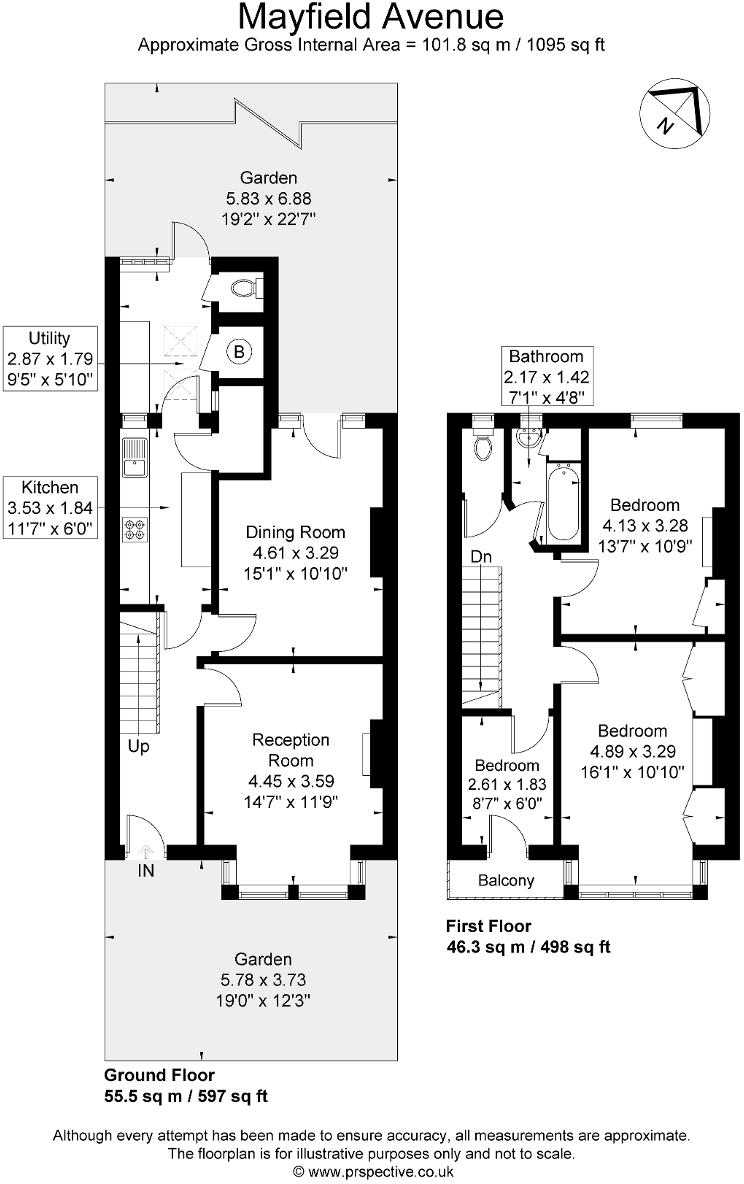 Mayfield Avenue
Approximate Gross Internal Area = 101.8 sq m / 1095 sq ft
N
Garden
5.83 x 6.88
19'2" x 22'7"
Utility
2.87 x 1.79
9'5" x 5'10"
B
Kitchen
3.53 x 1.84
11'7" x 6'0"
Dining Room
4.61 x 3.29
15'1" x 10'10"
Up
Reception
Room
4.45 x 3.59
14'7" x 11'9"
IN
Garden
5.78 x 3.73
19'0" x 12'3"
Ground Floor
55.5 sq m / 597 sq ft
Bathroom
2.17 x 1.42
7'1" x 4'8"
Bedroom
4.13 x 3.28
13'7" x 10'9"
Dn
Bedroom
4.89 x 3.29
16'1" x 10'10"
Bedroom
2.61 x 1.83
8'7" x 6'0"
Balcony
First Floor
46.3 sq m / 498 sq ft
Although every attempt has been made to ensure accuracy, all measurements are approximate.
The floorplan is for illustrative purposes only and not to scale.
© www.prspective.co.uk